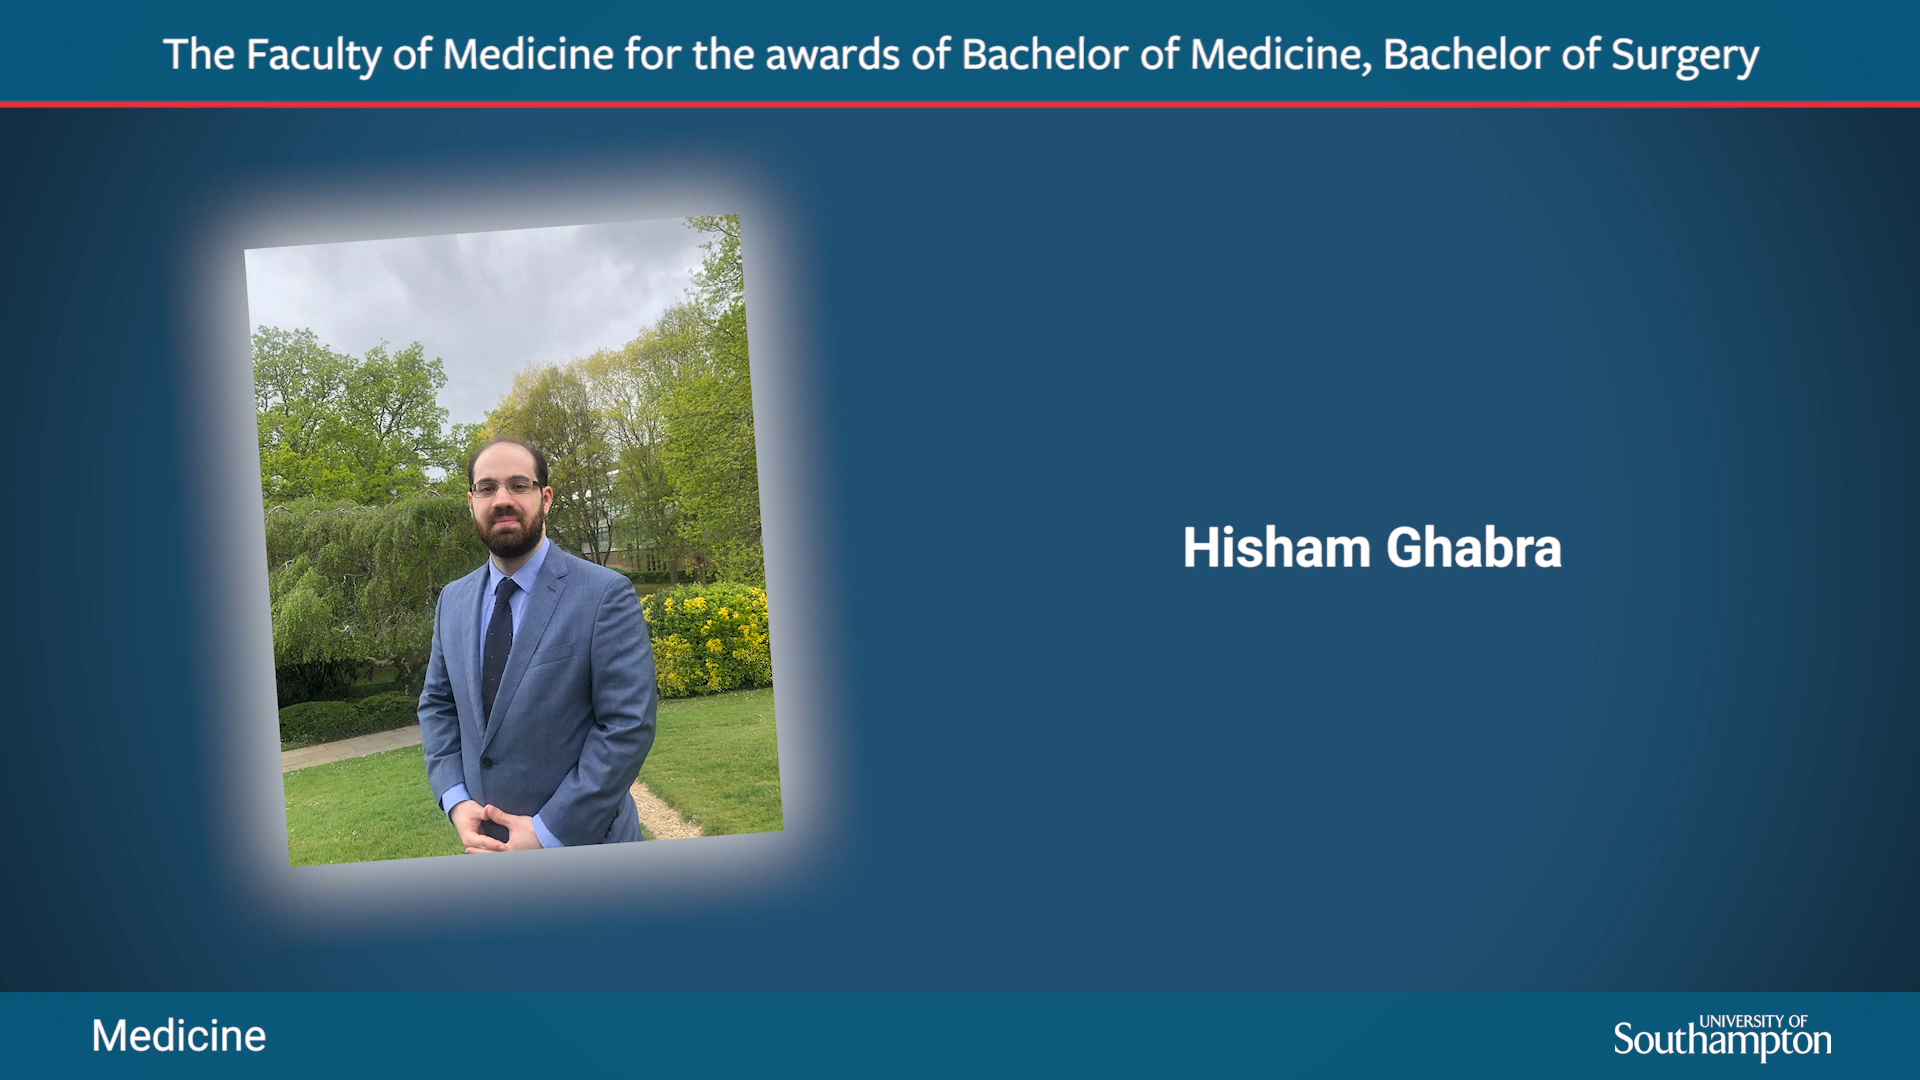 The Faculty of Medicine for the awards of Bachelor of Medicine, Bachelor of Surgery
Hisham Ghabra
Medicine
UNIVERSITY OF
Southampton